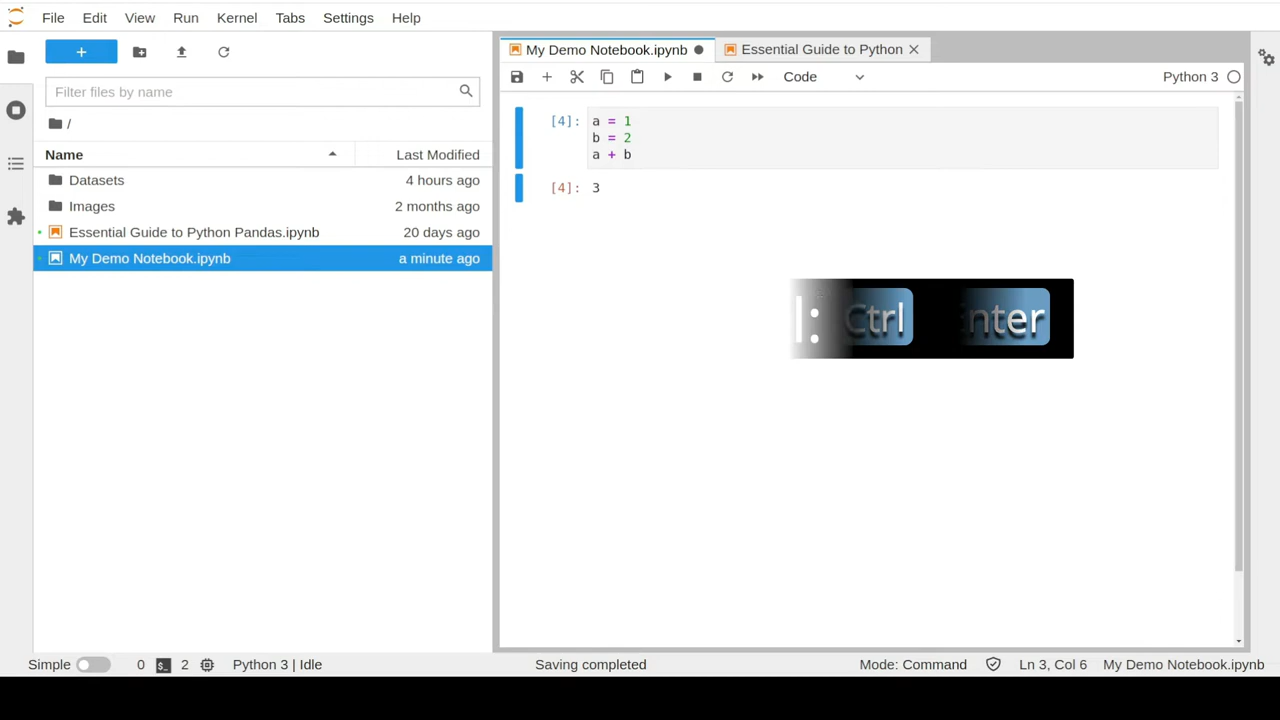 File Edit View Run Kernel Tabs Settings Help
+
Filter files by name
/
Name Last Modified
Datasets 4 hours ago
Images 2 months ago
Essential Guide to Python Pandas.ipynb 20 days ago
My Demo Notebook.ipynb a minute ago
My Demo Notebook.ipynb
Essential Guide to Python
Code
Python 3
[4]: a = 1
b = 2
a + b
[4]: 3
Ctrl Enter
Simple 0 2 Python 3 | Idle Saving completed Mode: Command Ln 3, Col 6 My Demo Notebook.ipynb